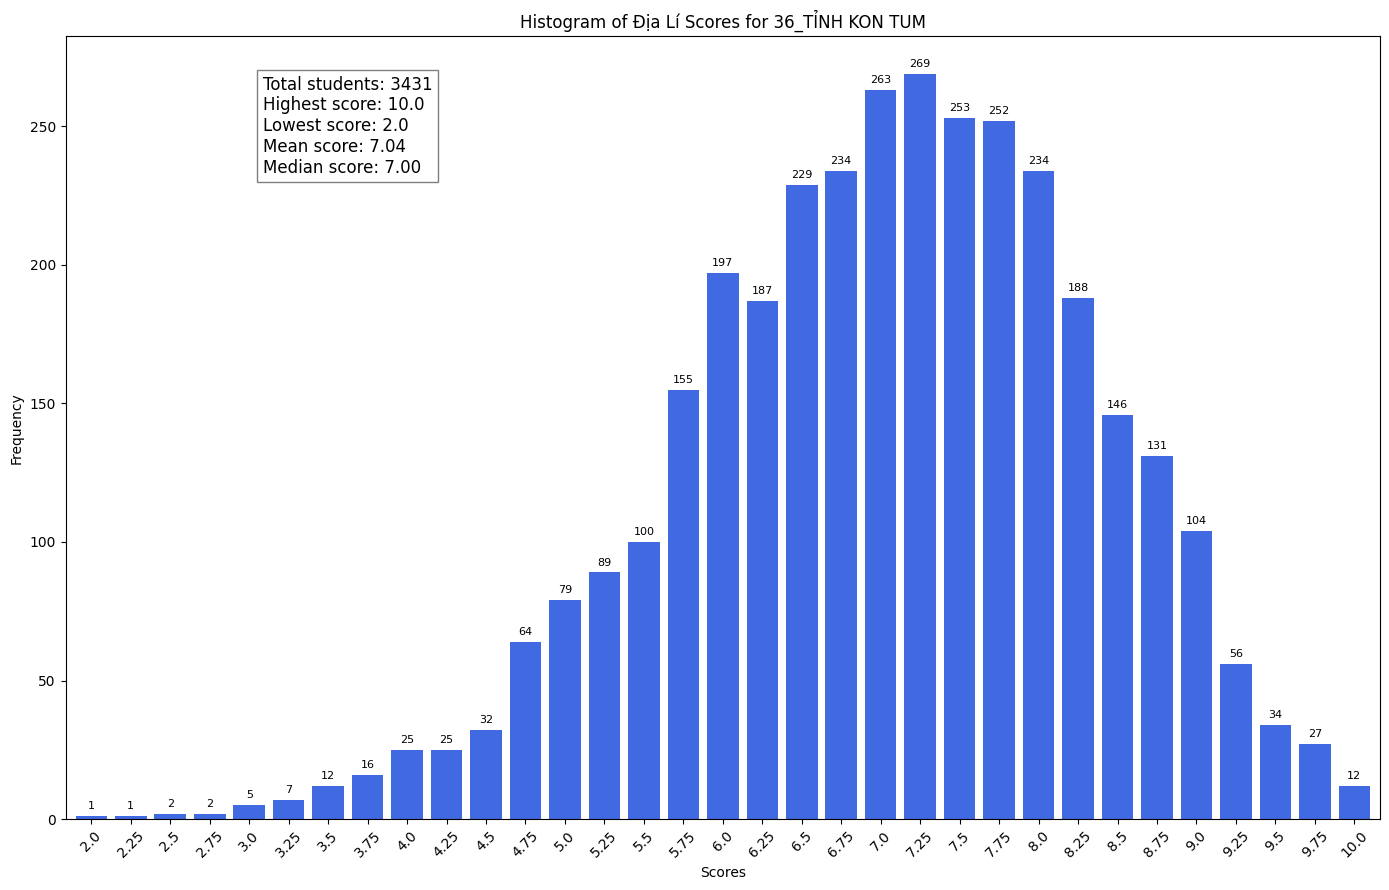 Histogram of Địa Lí Scores for 36_TỈNH KON TUM
Total students: 3431
Highest score: 10.0
Lowest score: 2.0
Mean score: 7.04
Median score: 7.00
Frequency
250
200
150
100
50
0
1 1 2 2 5 7 12 16 25 25 32 64 79 89 100 155 197 187 229 234 263 269 253 252 234 188 146 131 104 56 34 27 12
2.0 2.25 2.5 2.75 3.0 3.25 3.5 3.75 4.0 4.25 4.5 4.75 5.0 5.25 5.5 5.75 6.0 6.25 6.5 6.75 7.0 7.25 7.5 7.75 8.0 8.25 8.5 8.75 9.0 9.25 9.5 9.75 10.0
Scores